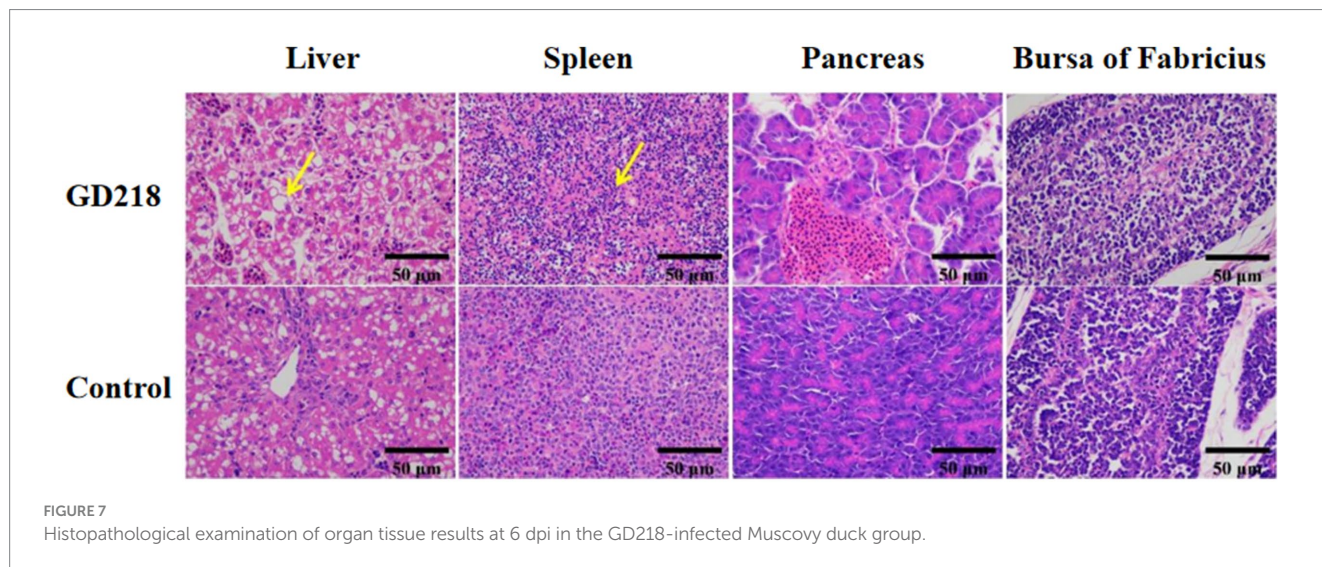 Liver Spleen Pancreas Bursa of Fabricius
GD218
50 µm 50 µm 50 µm 50 µm
Control
50 µm 50 µm 50 µm 50 µm
FIGURE 7
Histopathological examination of organ tissue results at 6 dpi in the GD218-infected Muscovy duck group.